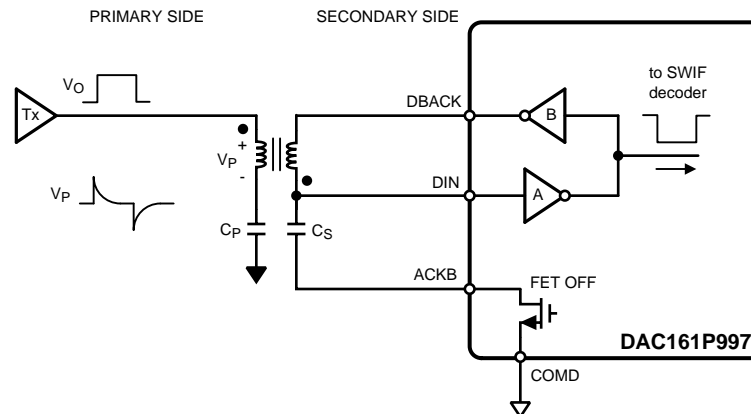 PRIMARY SIDE
SECONDARY SIDE
VO
Tx
+
VP
-
VP
CP
CS
DBACK
DIN
ACKB
B
A
to SWIF
decoder
FET OFF
DAC161P997
COMD